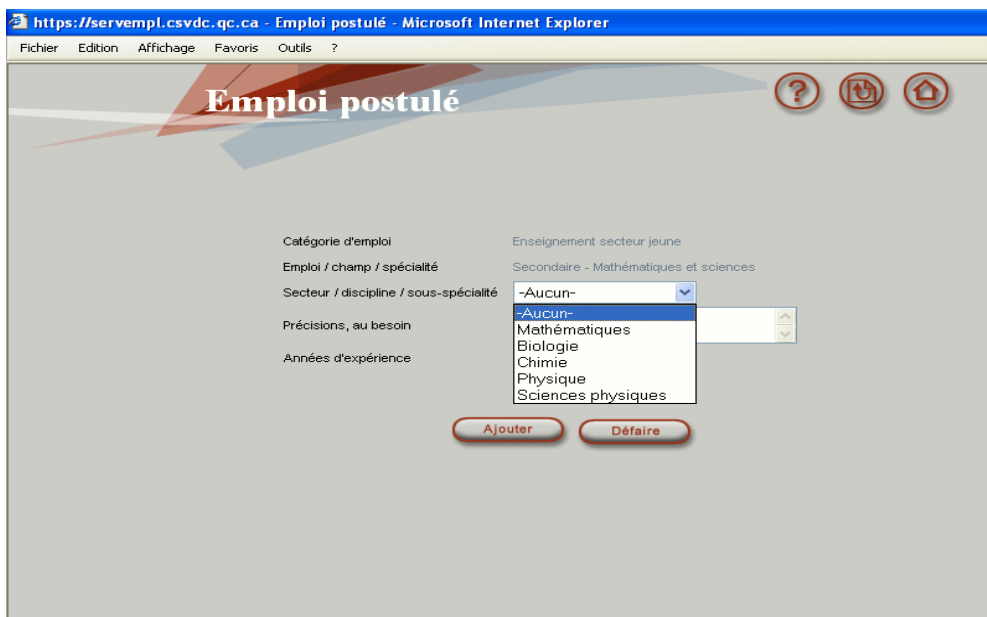 https://servempl.csvdc.qc.ca - Emploi postulé - Microsoft Internet Explorer
Fichier Edition Affichage Favoris Outils ?
Emploi postulé
?
Catégorie d'emploi Enseignement secteur jeune
Emploi / champ / spécialité Secondaire - Mathématiques et sciences
Secteur / discipline / sous-spécialité -Aucun-
-Aucun-
Précisions, au besoin
Mathématiques
Biologie
Années d'expérience
Chimie
Physique
Sciences physiques
Ajouter Défaire